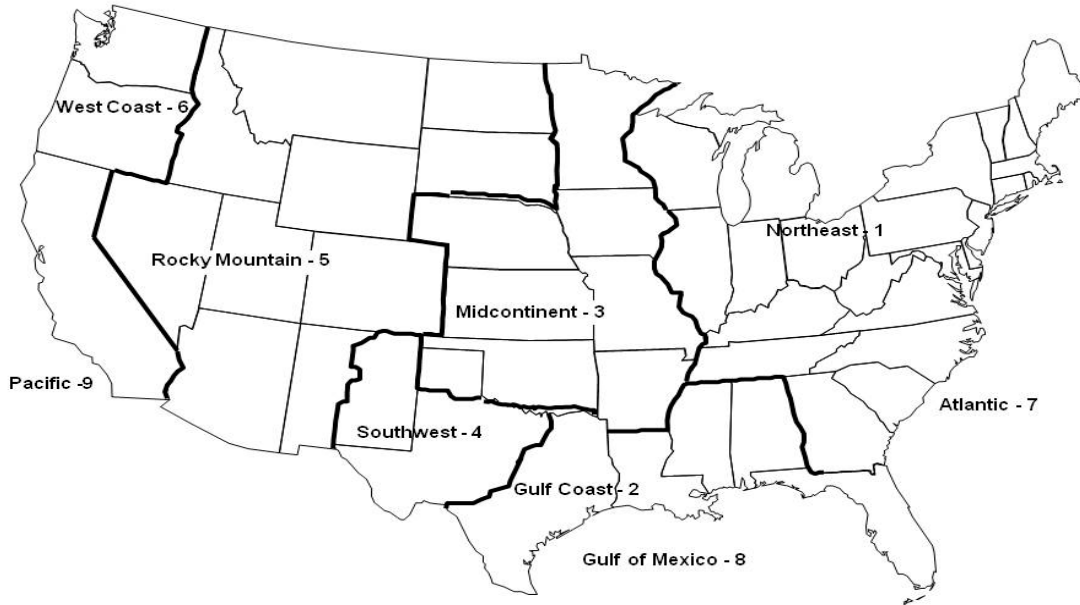 West Coast - 6
Northeast - 1
Rocky Mountain - 5
Midcontinent - 3
Pacific -9
Atlantic - 7
Southwest - 4
Gulf Coast - 2
Gulf of Mexico - 8